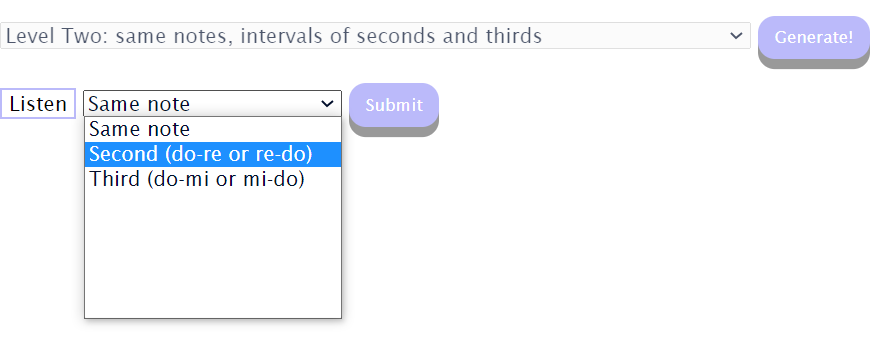 Level Two: same notes, intervals of seconds and thirds
Generate!
Listen
Same note
Submit
Same note
Second (do-re or re-do)
Third (do-mi or mi-do)